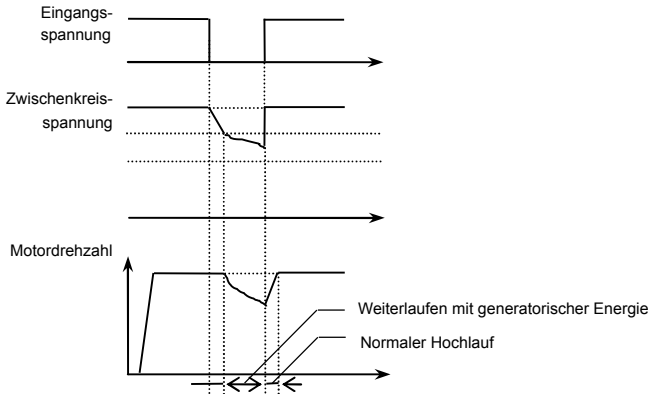 Eingangs-
spannung
Zwischenkreis-
spannung
Motordrehzahl
Weiterlaufen mit generatorischer Energie
Normaler Hochlauf